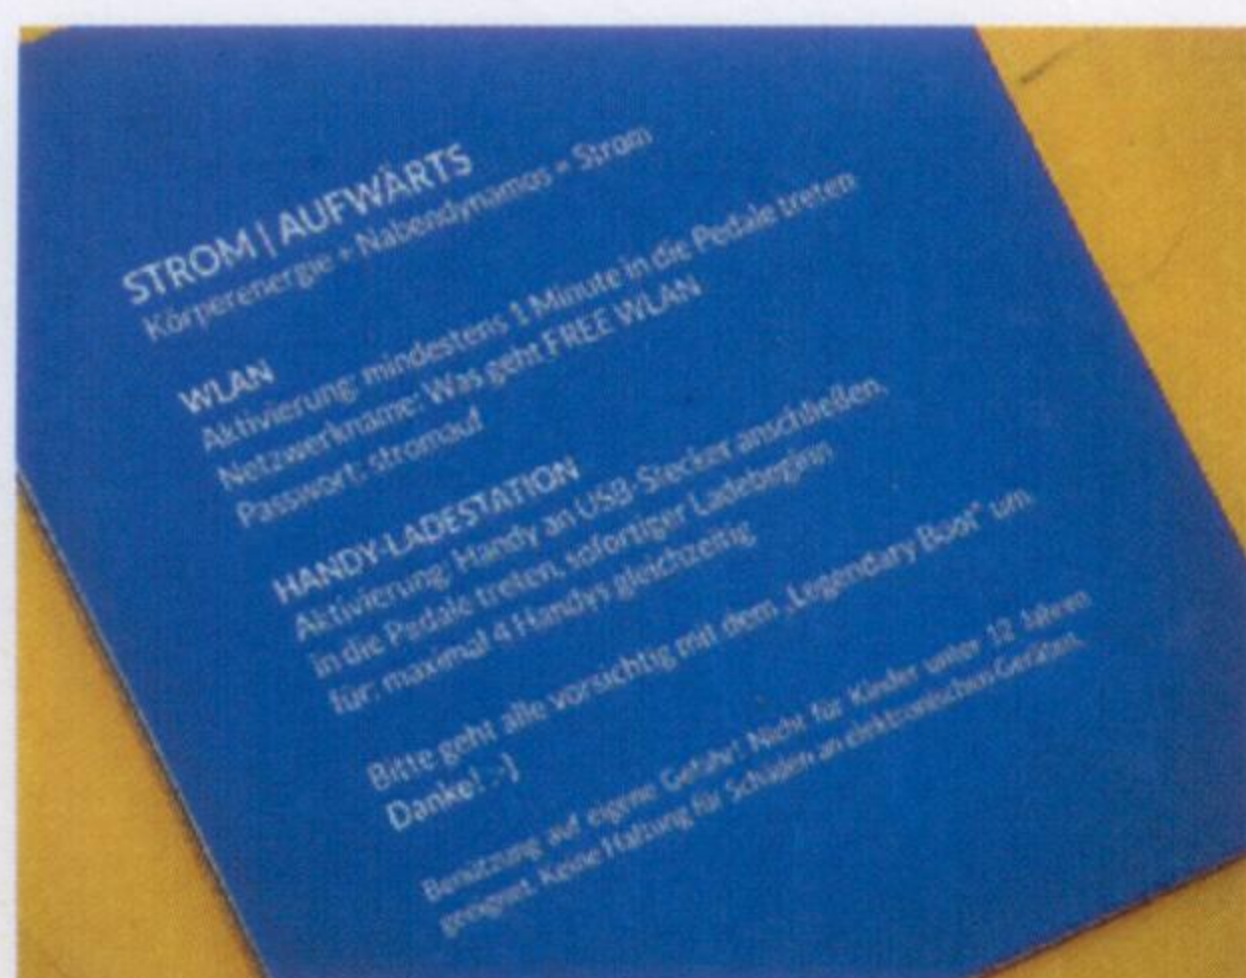 STROM | AUFWÄRTS
Körperenergie + Nabendynamos = Strom
WLAN
Aktivierung: mindestens 1 Minute in die Pedale treten
Netzwerkname: Was geht FREE WLAN
Passwort: stromauf
HANDY-LADESTATION
Aktivierung: Handy an USB-Stecker anschließen,
in die Pedale treten, sofortiger Ladebeginn
für: maximal 4 Handys gleichzeitig
Bitte geht alle vorsichtig mit dem „Legendary Boot“ um.
Danke! :-)
Benützung auf eigene Gefahr! Nicht für Kinder unter 12 Jahren
geeignet. Keine Haftung für Schäden an elektronischen Geräten.